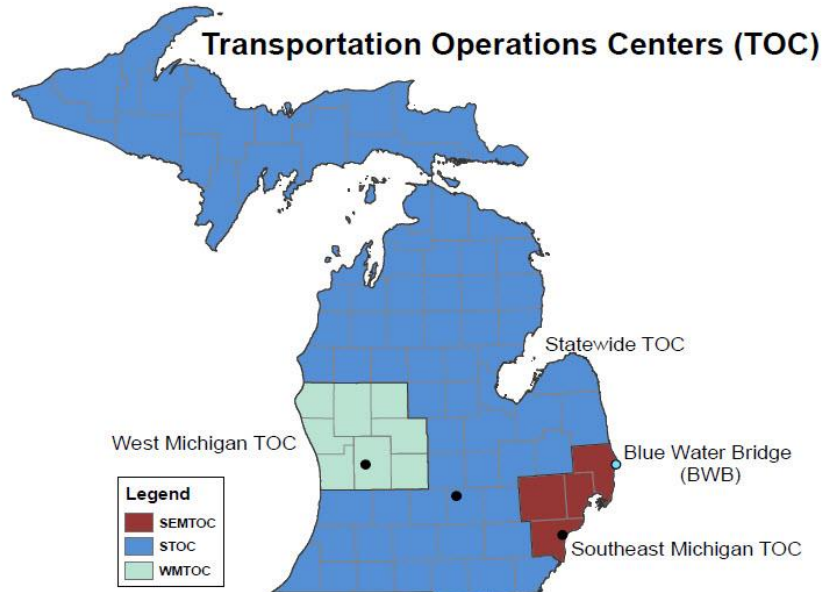 Transportation Operations Centers (TOC)
Statewide TOC
West Michigan TOC
Blue Water Bridge
(BWB)
Legend
SEMTOC
STOC
WMTOC
Southeast Michigan TOC